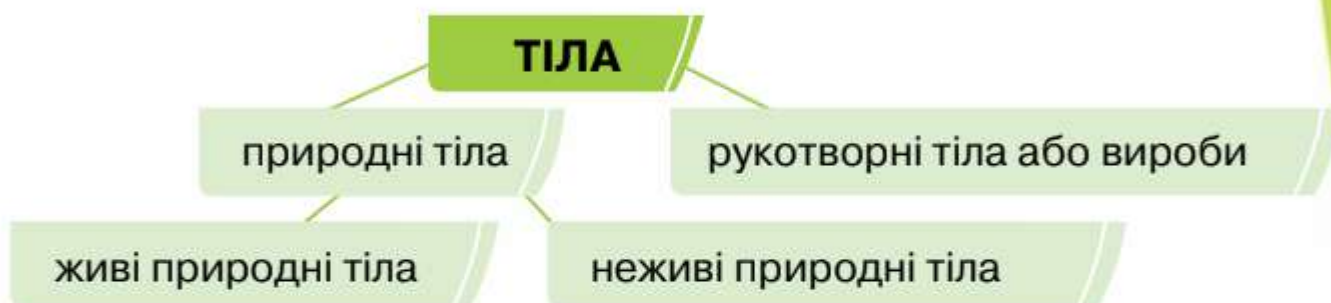 ТІЛА
природні тіла
рукотворні тіла або вироби
живі природні тіла
неживі природні тіла